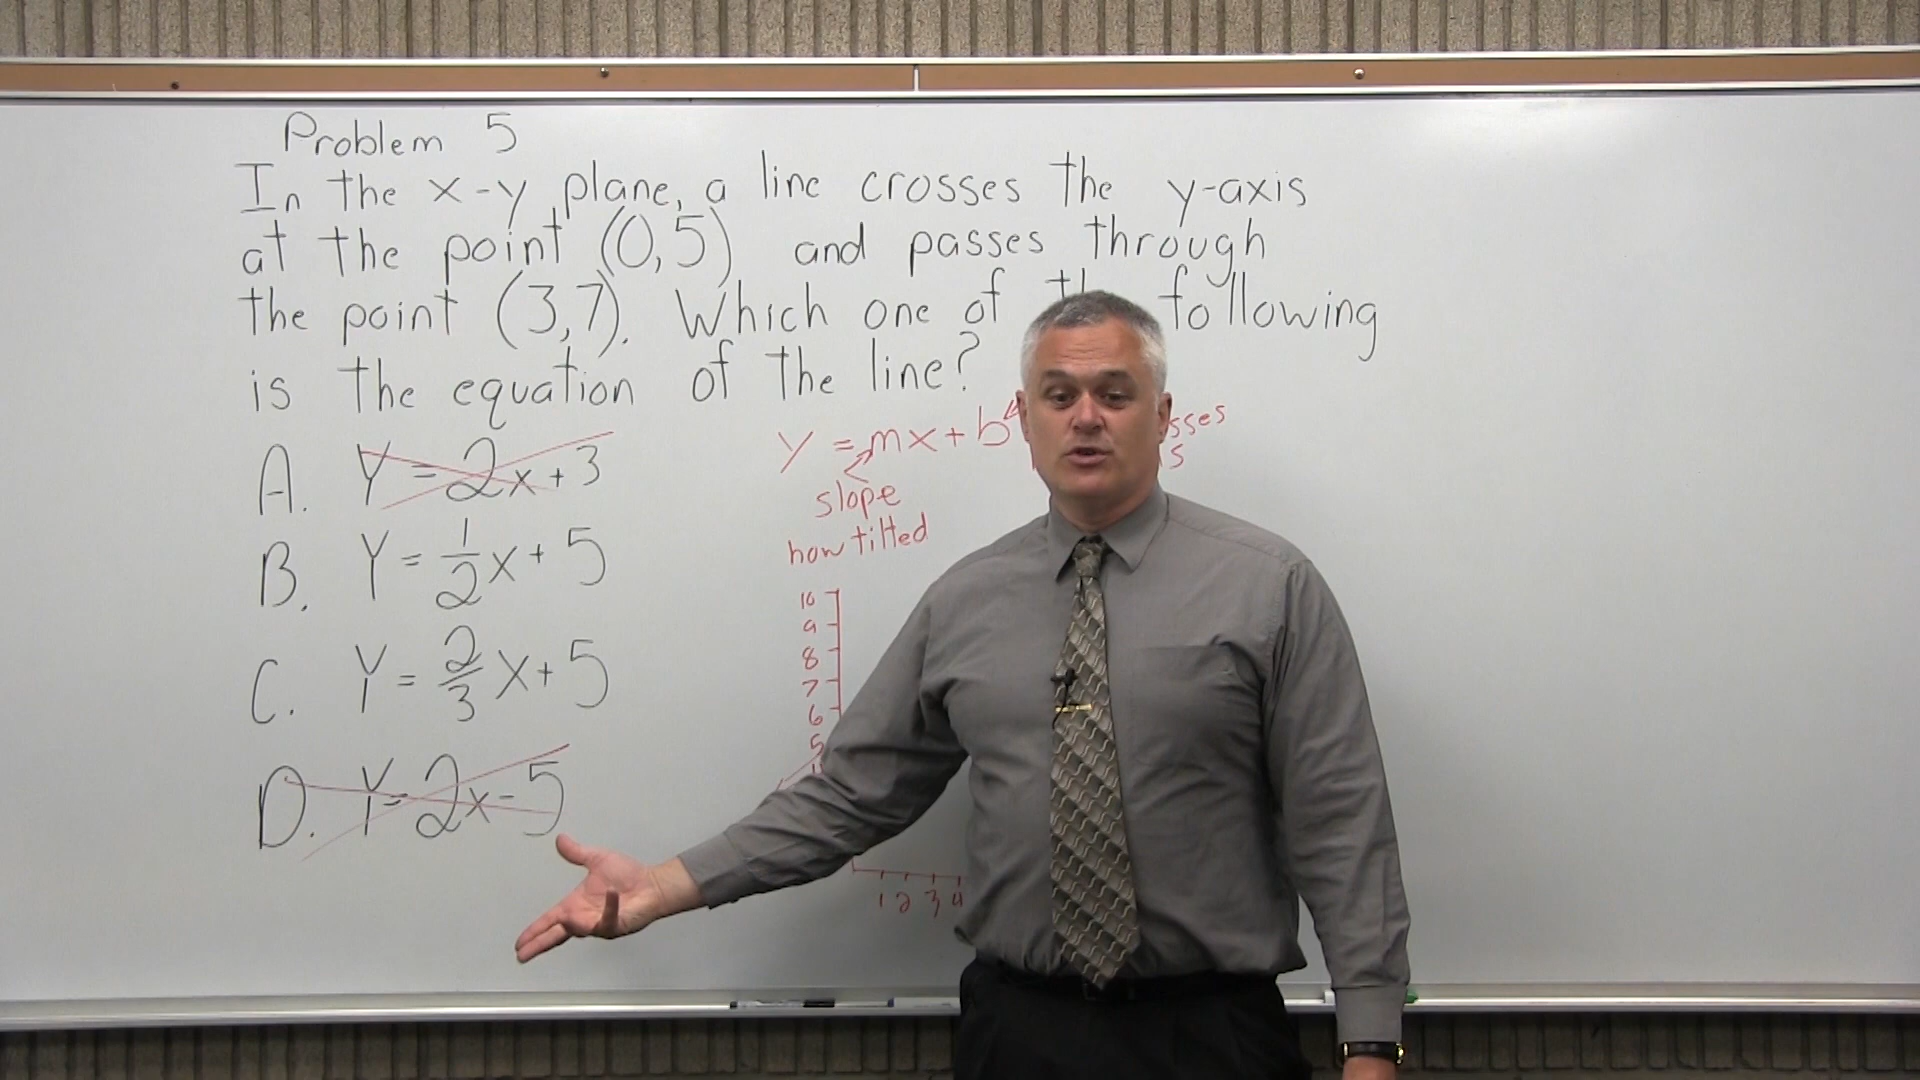 Problem 5
In the x-y plane, a line crosses the y-axis
at the point (0,5) and passes through
the point (3,7). Which one of following
is the equation of the line?
A. Y = 2x + 3
B. Y = 1/2 x + 5
C. Y = 2/3 x + 5
D. Y = 2x - 5
y = mx + b
slope
how tilted
10
9
8
7
6
5
1 2 3 4